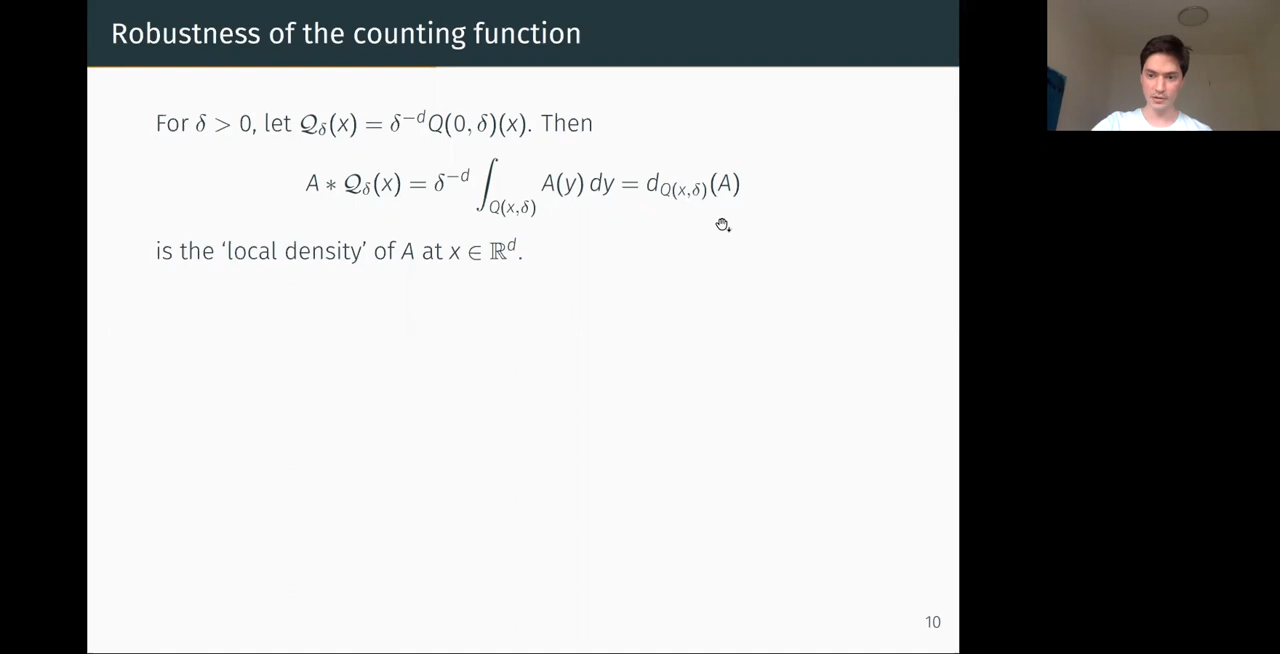 Robustness of the counting function
For δ > 0, let 𝒬_δ(x) = δ^{−d}Q(0, δ)(x). Then
A ∗ 𝒬_δ(x) = δ^{−d} ∫_{Q(x,δ)} A(y) dy = d_{Q(x,δ)}(A)
is the ‘local density’ of A at x ∈ ℝ^d.
10